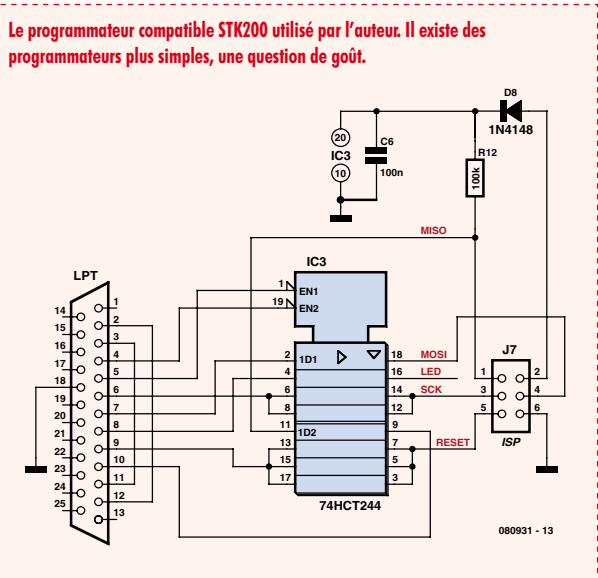 Le programmateur compatible STK200 utilisé par l'auteur. Il existe des
programmateurs plus simples, une question de goût.
D8
1N4148
20
IC3
10
C6
100n
R12
100k
MISO
IC3
LPT
1 EN1
19 EN2
14
15
16
17
18
19
20
21
22
23
24
25
1
2
3
4
5
6
7
8
9
10
11
12
13
2 1D1
4
6
8
11 1D2
13
15
17
18 MOSI
16 LED
14 SCK
12
9
7 RESET
5
3
74HCT244
J7
1 2
3 4
5 6
ISP
080931 - 13